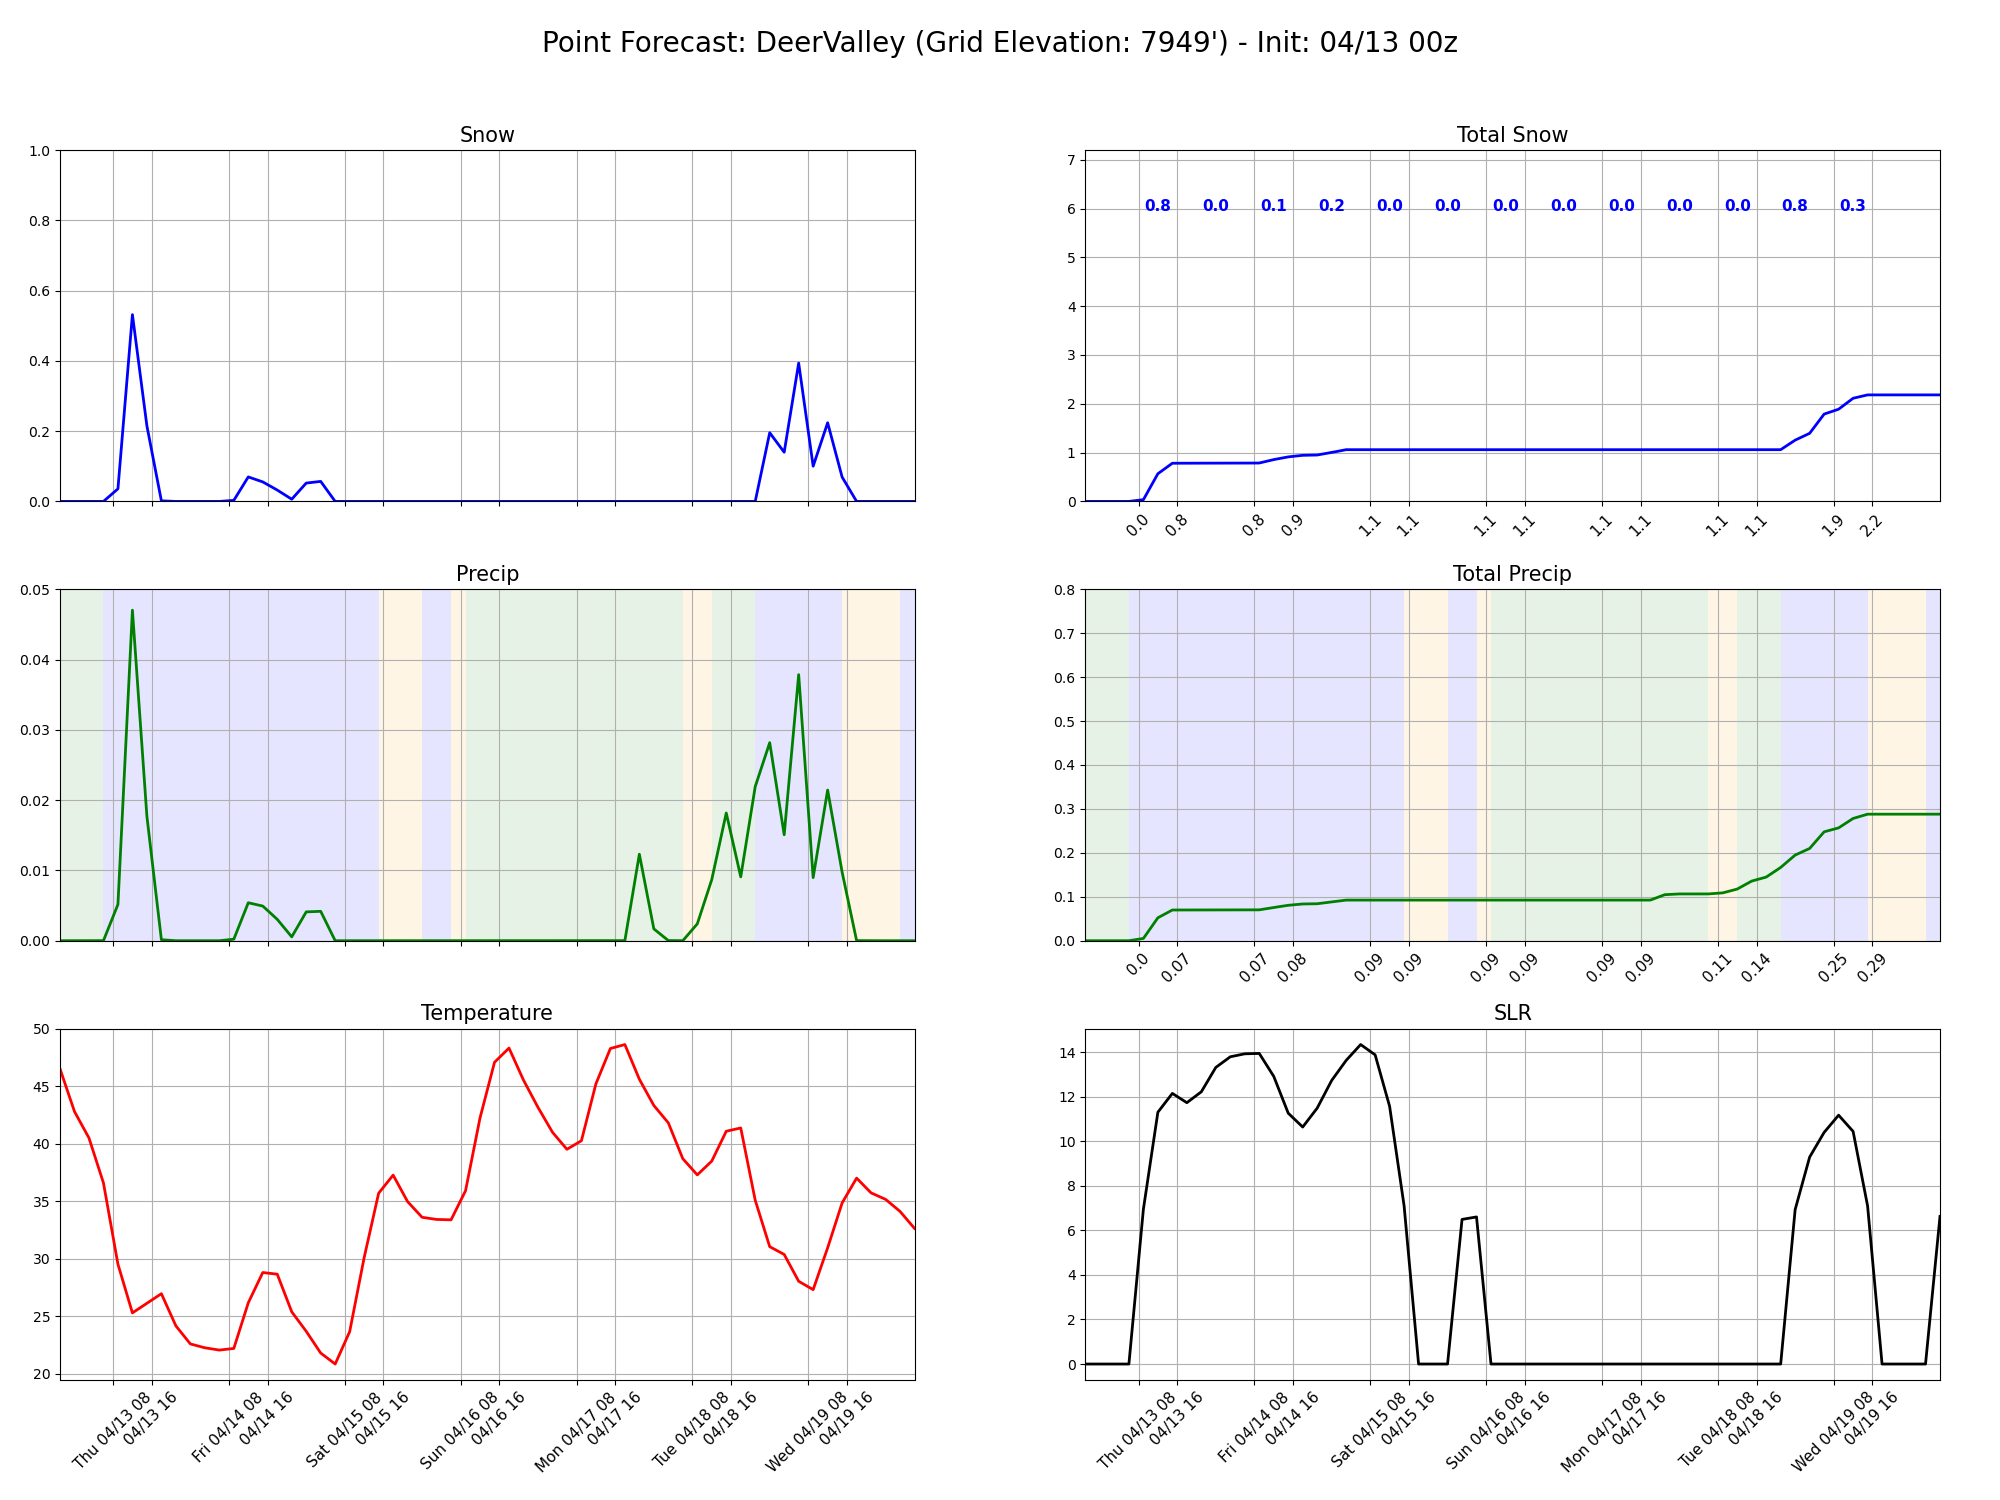 Point Forecast: DeerValley (Grid Elevation: 7949') - Init: 04/13 00z
Snow
1.0
0.8
0.6
0.4
0.2
0.0
Total Snow
7
6
5
4
3
2
1
0
0.8 0.0 0.1 0.2 0.0 0.0 0.0 0.0 0.0 0.0 0.0 0.8 0.3
0.0 0.8 0.8 0.9 1.1 1.1 1.1 1.1 1.1 1.1 1.1 1.1 1.9 2.2
Precip
0.05
0.04
0.03
0.02
0.01
0.00
Total Precip
0.8
0.7
0.6
0.5
0.4
0.3
0.2
0.1
0.0
0.0 0.07 0.07 0.08 0.09 0.09 0.09 0.09 0.09 0.09 0.11 0.14 0.25 0.29
Temperature
50
45
40
35
30
25
20
Thu 04/13 08
04/13 16
Fri 04/14 08
04/14 16
Sat 04/15 08
04/15 16
Sun 04/16 08
04/16 16
Mon 04/17 08
04/17 16
Tue 04/18 08
04/18 16
Wed 04/19 08
04/19 16
SLR
14
12
10
8
6
4
2
0
Thu 04/13 08
04/13 16
Fri 04/14 08
04/14 16
Sat 04/15 08
04/15 16
Sun 04/16 08
04/16 16
Mon 04/17 08
04/17 16
Tue 04/18 08
04/18 16
Wed 04/19 08
04/19 16